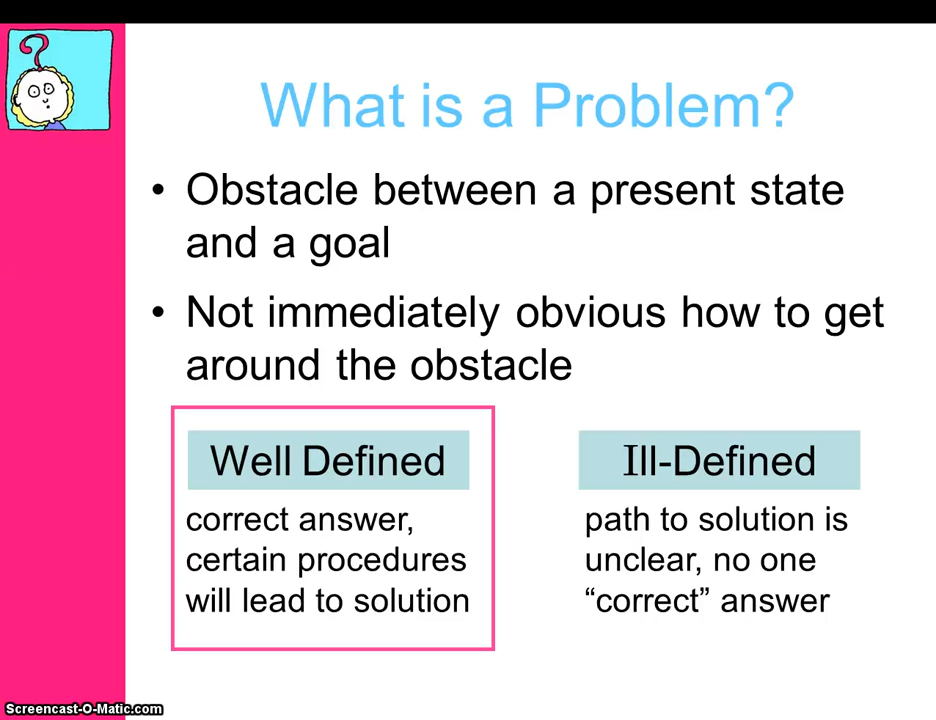 ?
What is a Problem?
• Obstacle between a present state
and a goal
• Not immediately obvious how to get
around the obstacle
Well Defined
correct answer,
certain procedures
will lead to solution
Ill-Defined
path to solution is
unclear, no one
“correct” answer
Screencast-O-Matic.com